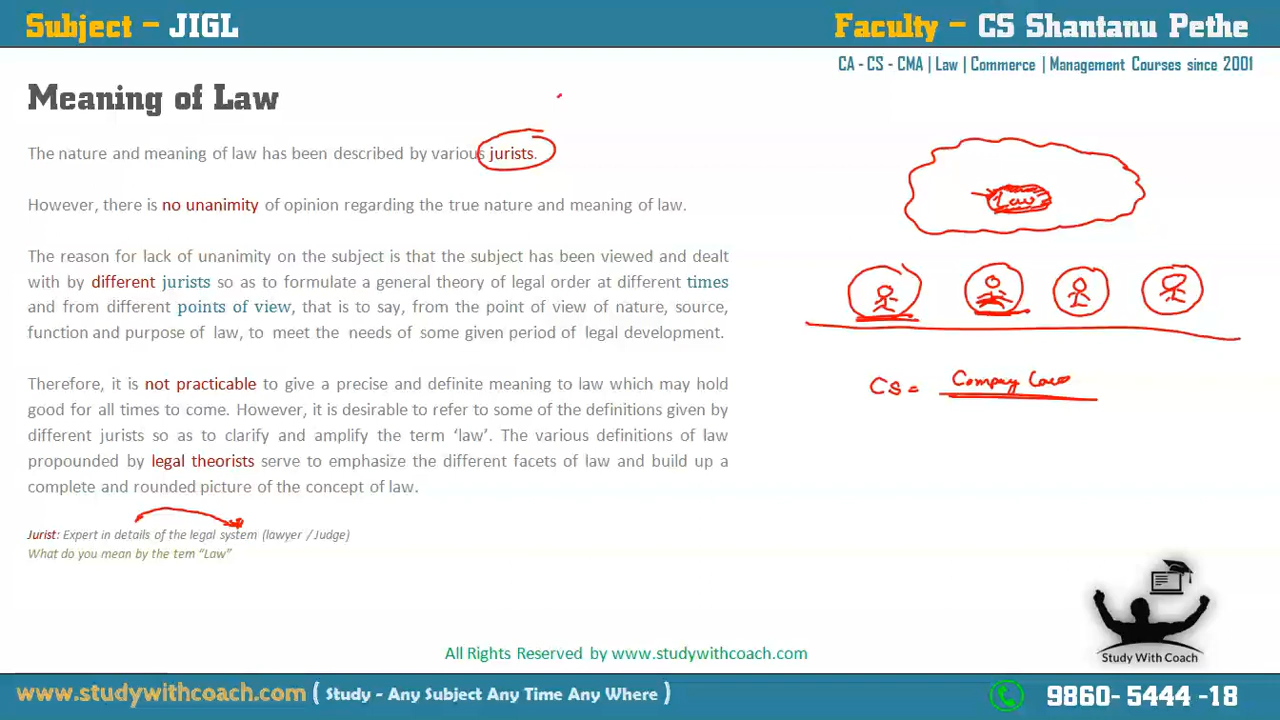 Subject – JIGL
Faculty – CS Shantanu Pethe
CA - CS - CMA | Law | Commerce | Management Courses since 2001
Meaning of Law
The nature and meaning of law has been described by various jurists.
However, there is no unanimity of opinion regarding the true nature and meaning of law.
The reason for lack of unanimity on the subject is that the subject has been viewed and dealt
with by different jurists so as to formulate a general theory of legal order at different times
and from different points of view, that is to say, from the point of view of nature, source,
function and purpose of law, to meet the needs of some given period of legal development.
Therefore, it is not practicable to give a precise and definite meaning to law which may hold
good for all times to come. However, it is desirable to refer to some of the definitions given by
different jurists so as to clarify and amplify the term ‘law’. The various definitions of law
propounded by legal theorists serve to emphasize the different facets of law and build up a
complete and rounded picture of the concept of law.
Jurist: Expert in details of the legal system (lawyer / Judge)
What do you mean by the tem “Law”
Law
CS = Company Law
Study With Coach
All Rights Reserved by www.studywithcoach.com
www.studywithcoach.com ( Study - Any Subject Any Time Any Where )
9860- 5444 -18